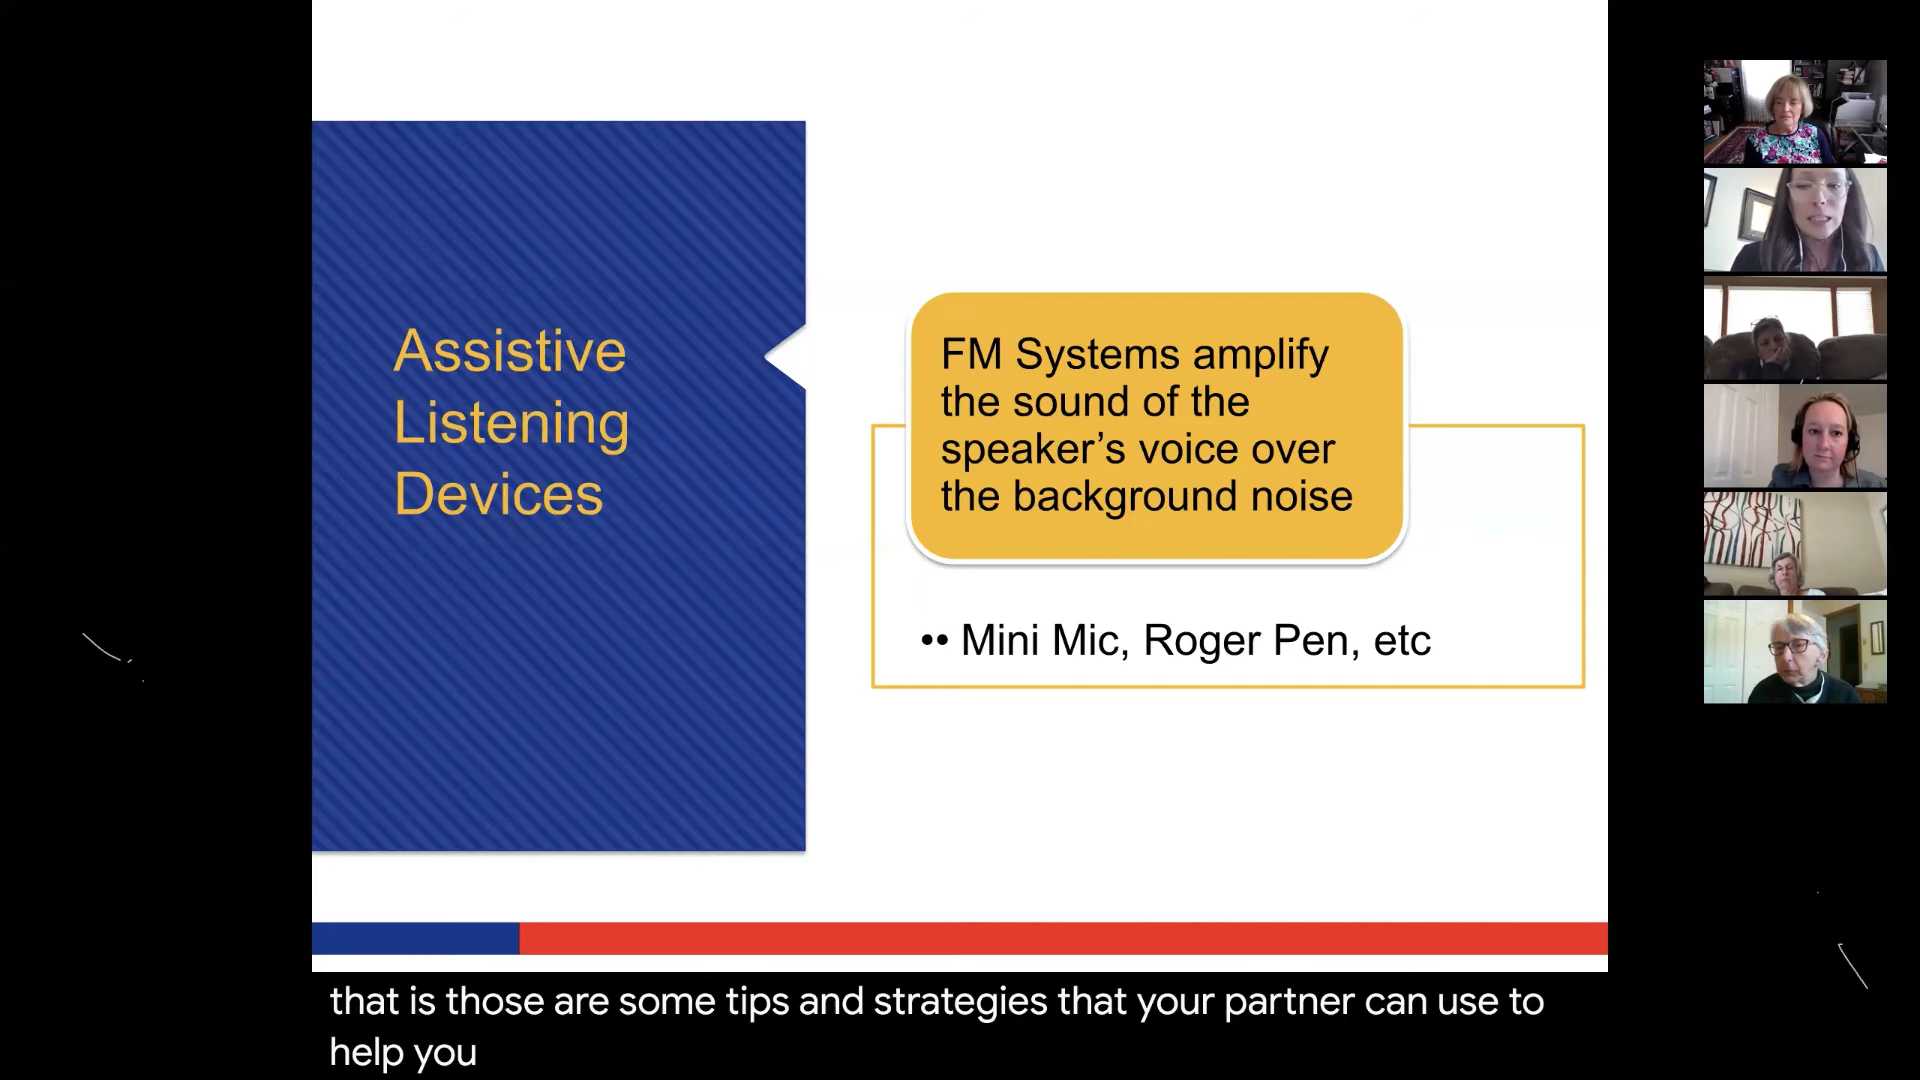 Assistive
Listening
Devices
FM Systems amplify
the sound of the
speaker’s voice over
the background noise
•• Mini Mic, Roger Pen, etc
that is those are some tips and strategies that your partner can use to
help you